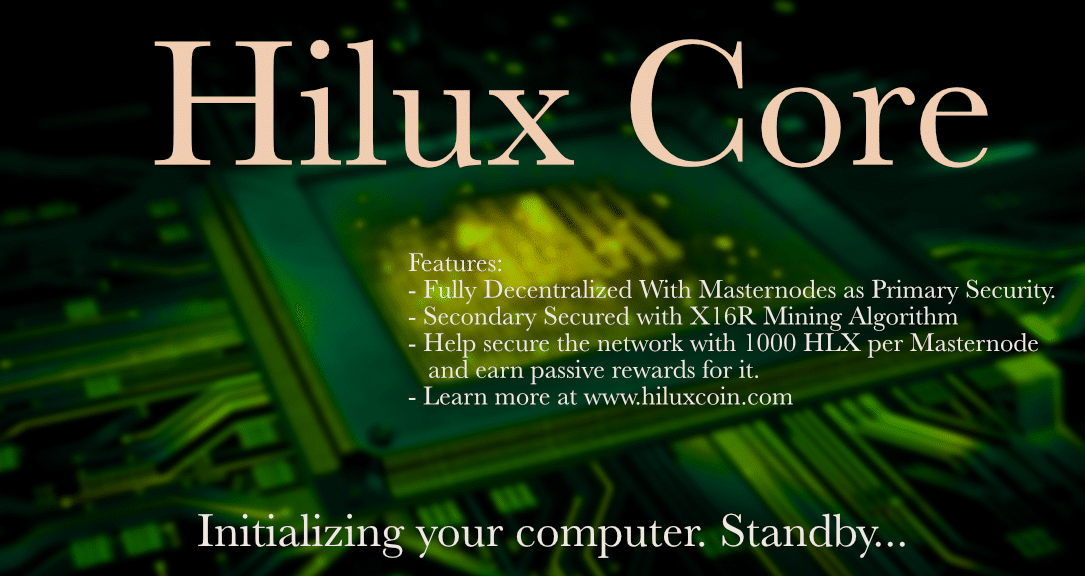 Hilux Core
Features:
- Fully Decentralized With Masternodes as Primary Security.
- Secondary Secured with X16R Mining Algorithm
- Help secure the network with 1000 HLX per Masternode
and earn passive rewards for it.
- Learn more at www.hiluxcoin.com
Initializing your computer. Standby...